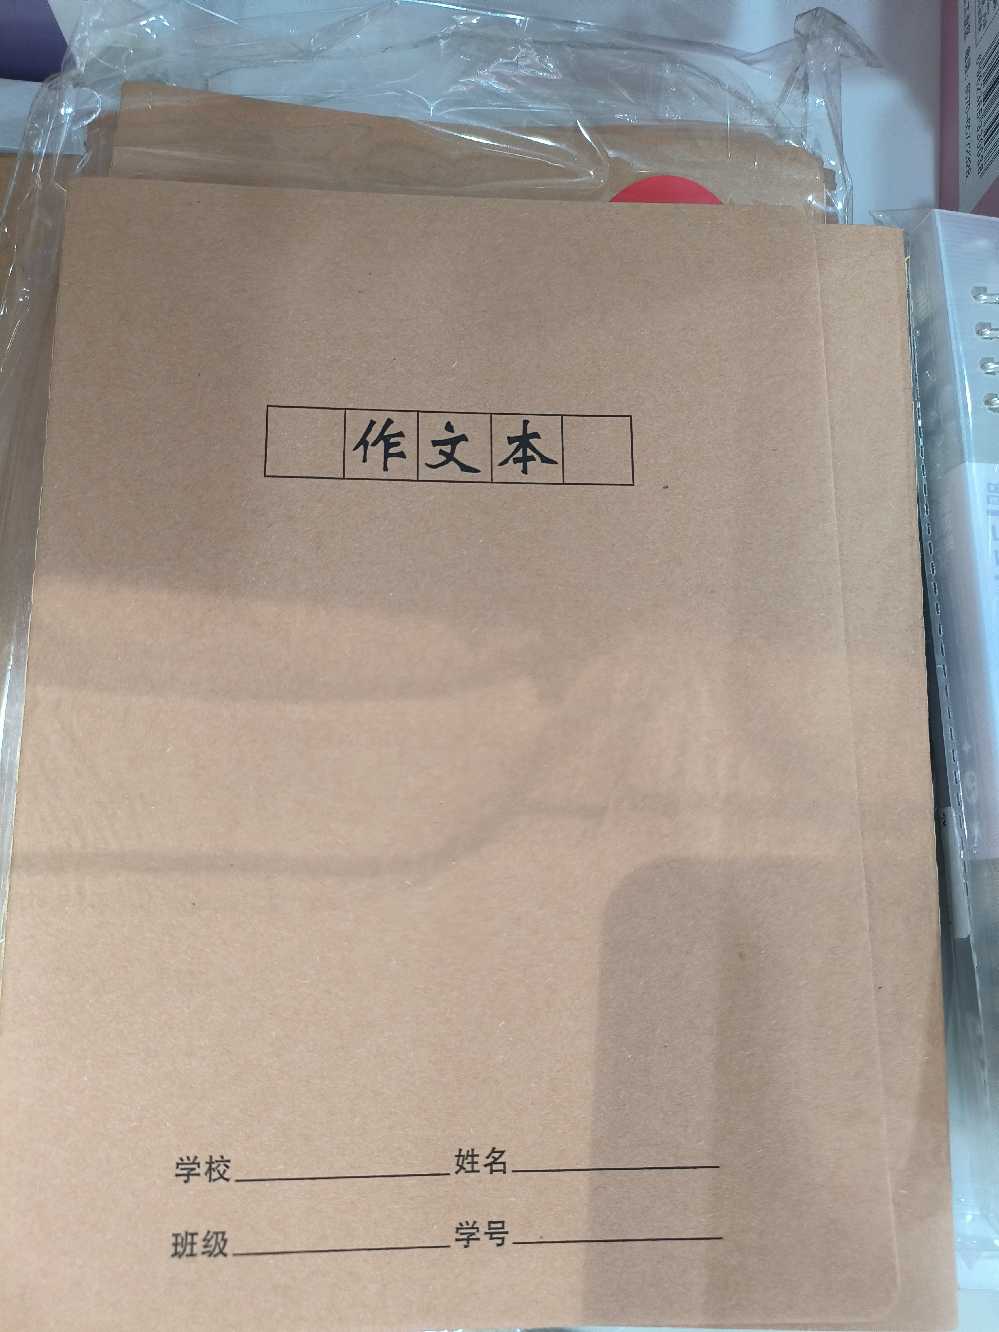 作文本
学校 姓名
班级 学号